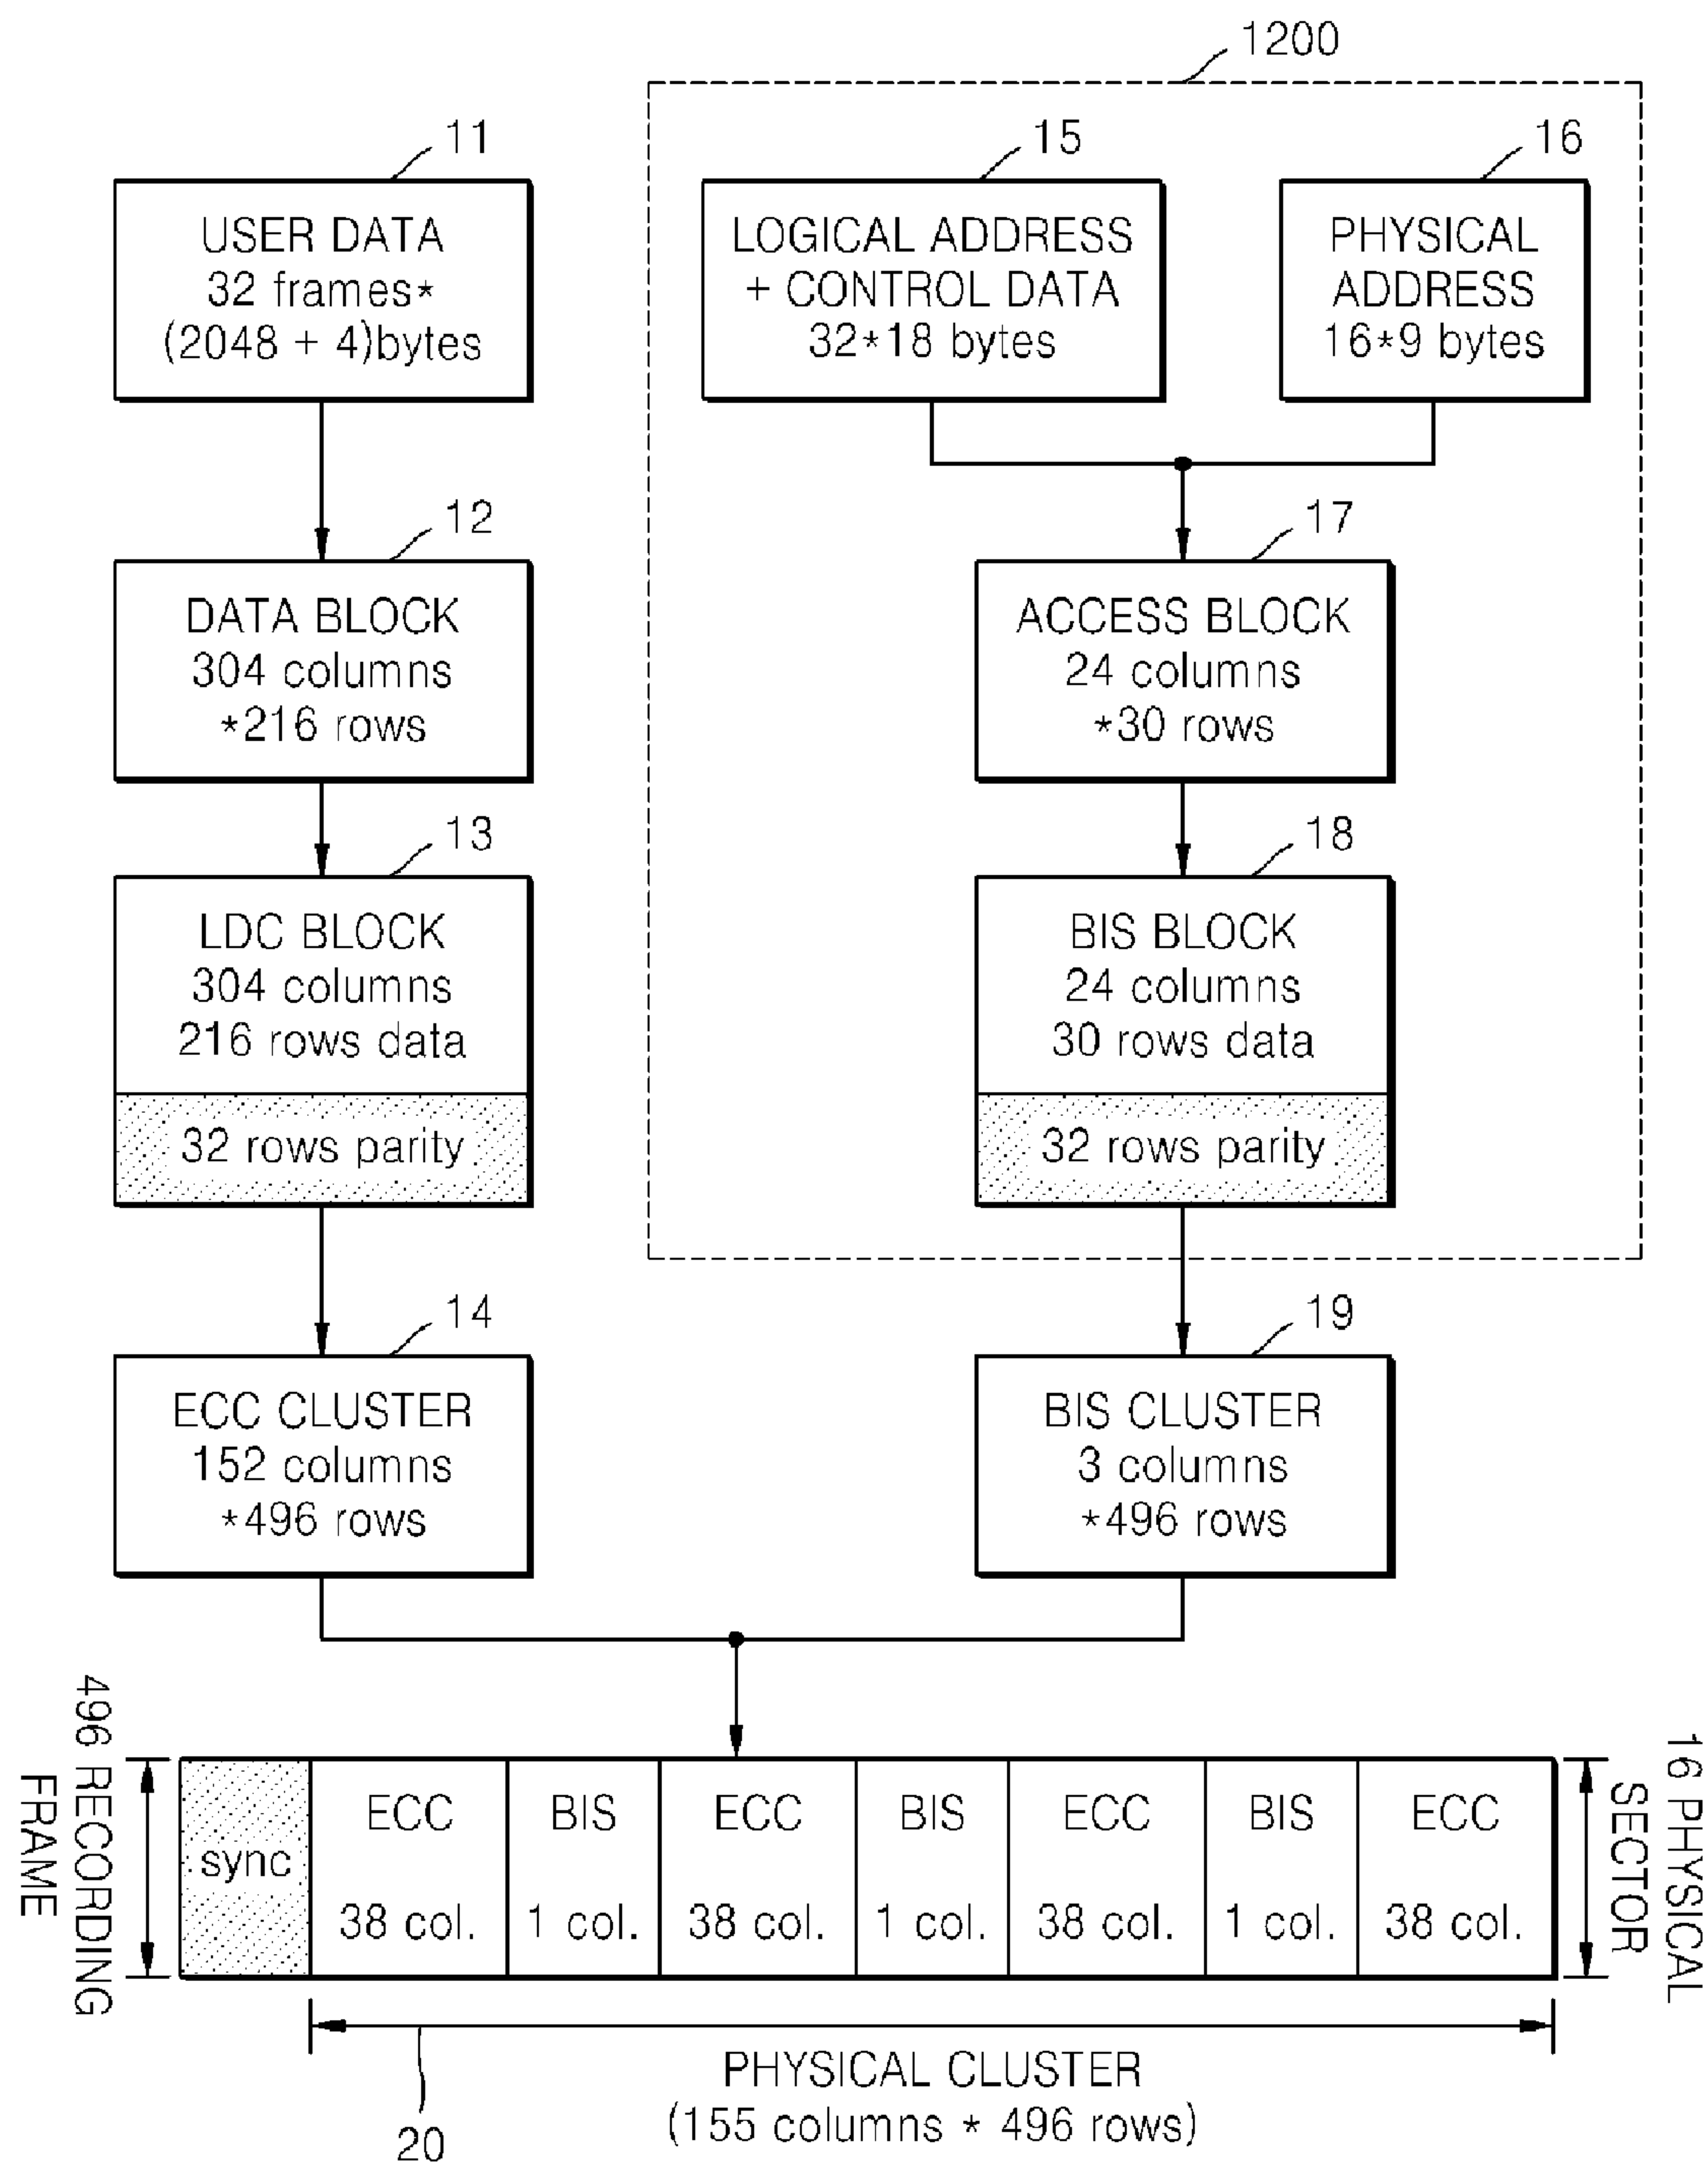 1200
11
USER DATA
32 frames*
(2048 + 4)bytes
15
LOGICAL ADDRESS
+ CONTROL DATA
32*18 bytes
16
PHYSICAL
ADDRESS
16*9 bytes
12
DATA BLOCK
304 columns
*216 rows
17
ACCESS BLOCK
24 columns
*30 rows
13
LDC BLOCK
304 columns
216 rows data
32 rows parity
18
BIS BLOCK
24 columns
30 rows data
32 rows parity
14
ECC CLUSTER
152 columns
*496 rows
19
BIS CLUSTER
3 columns
*496 rows
496 RECORDING
FRAME
sync
ECC
38 col.
BIS
1 col.
ECC
38 col.
BIS
1 col.
ECC
38 col.
BIS
1 col.
ECC
38 col.
16 PHYSICAL
SECTOR
20
PHYSICAL CLUSTER
(155 columns * 496 rows)